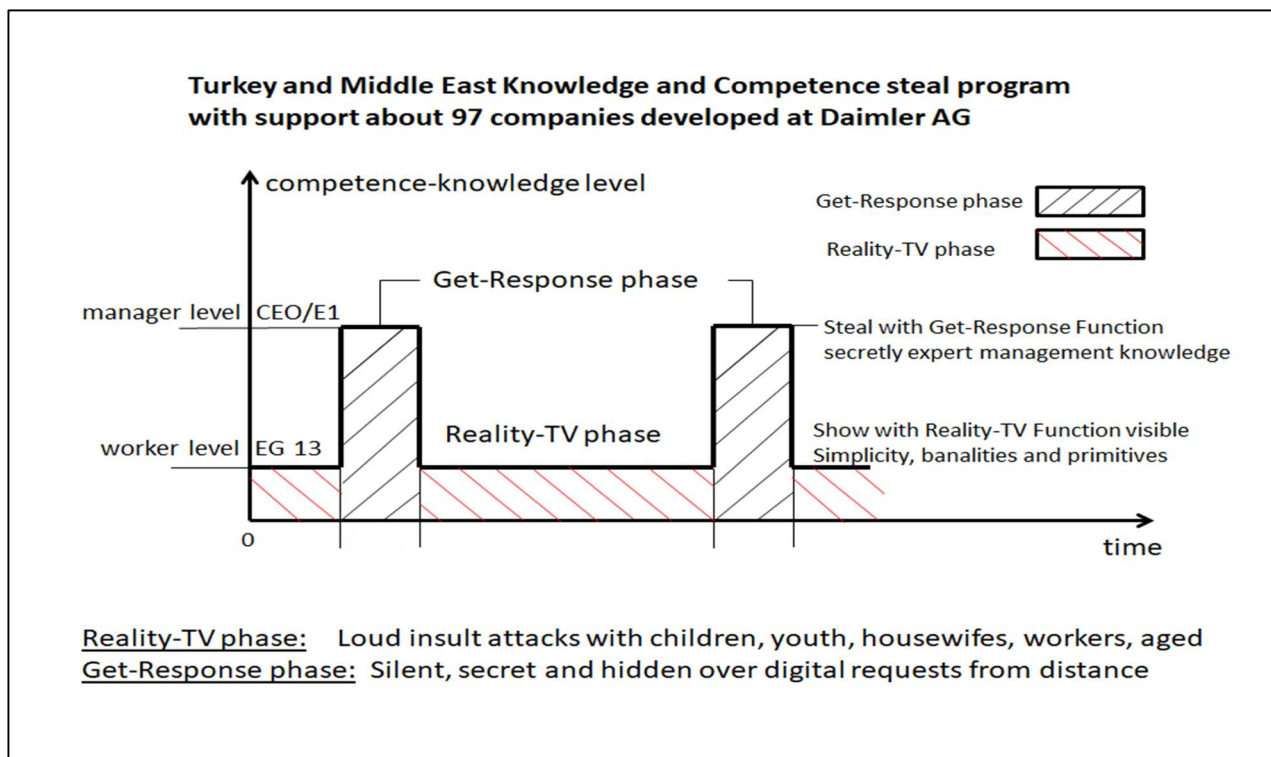 Turkey and Middle East Knowledge and Competence steal program
with support about 97 companies developed at Daimler AG
competence-knowledge level
Get-Response phase
Reality-TV phase
Get-Response phase
manager level CEO/E1
Steal with Get-Response Function
secretly expert management knowledge
worker level EG 13
Reality-TV phase
Show with Reality-TV Function visible
Simplicity, banalities and primitives
0
time
Reality-TV phase: Loud insult attacks with children, youth, housewifes, workers, aged
Get-Response phase: Silent, secret and hidden over digital requests from distance